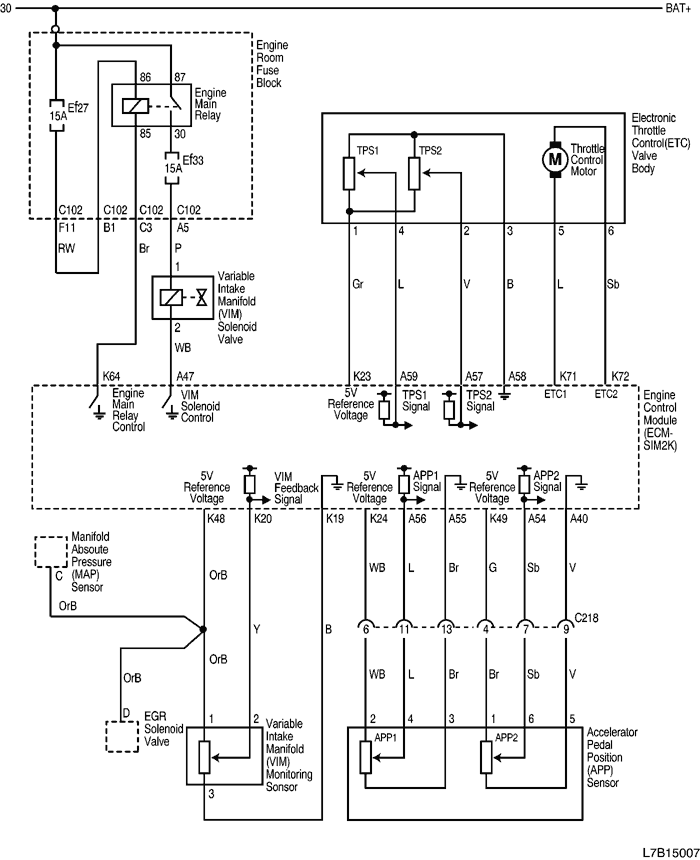 30 BAT+
Engine
Room
Fuse
Block
86 87
Engine
Main
Relay
85 30
Ef27
15A
Ef33
15A
C102 C102 C102 C102
F11 B1 C3 A5
RW Br P
1
Variable
Intake
Manifold
(VIM)
Solenoid
Valve
2
WB
Electronic
Throttle
Control(ETC)
Valve
Body
TPS1 TPS2
M
Throttle
Control
Motor
1 4 2 3 5 6
Gr L V B L Sb
K64 A47 K23 A59 A57 A58 K71 K72
Engine
Main
Relay
Control
VIM
Solenoid
Control
5V
Reference
Voltage
TPS1
Signal
TPS2
Signal
ETC1 ETC2
Engine
Control
Module
(ECM-
SIM2K)
5V
Reference
Voltage
VIM
Feedback
Signal
5V
Reference
Voltage
APP1
Signal
5V
Reference
Voltage
APP2
Signal
K48 K20 K19 K24 A56 A55 K49 A54 A40
Manifold
Absoute
Pressure
(MAP)
Sensor
C
OrB
OrB
WB L Br G Sb V
C218
6 11 13 4 7 9
Y B
OrB
OrB
WB L Br Br Sb V
D
EGR
Solenoid
Valve
1 2
Variable
Intake
Manifold
(VIM)
Monitoring
Sensor
3
2 4 3 1 6 5
APP1 APP2
Accelerator
Pedal
Position
(APP)
Sensor
L7B15007